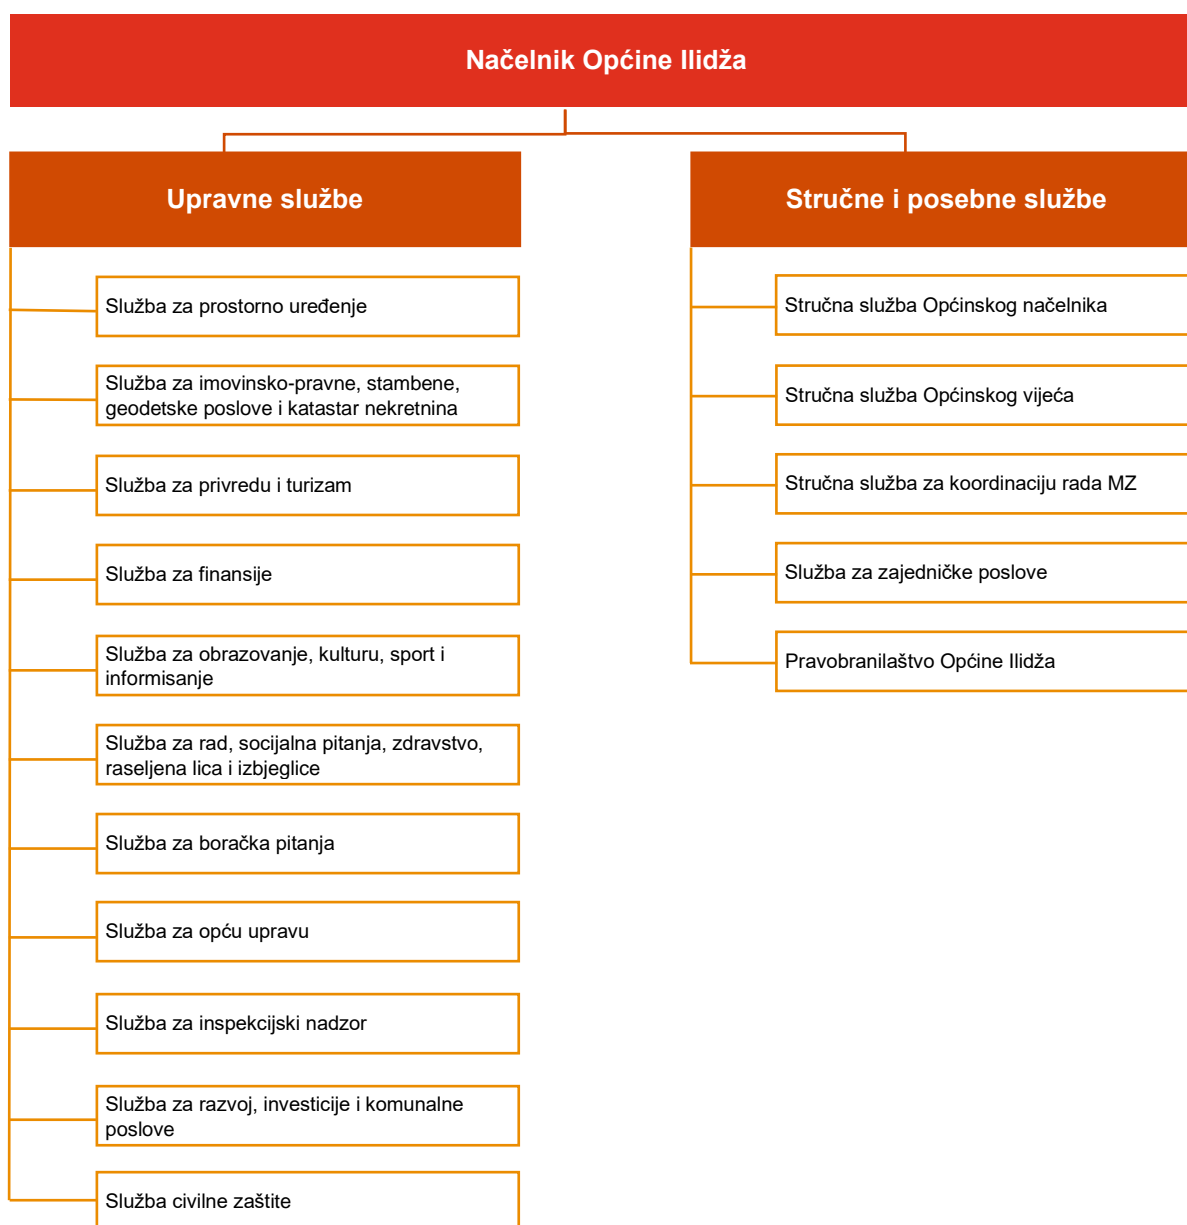 Načelnik Općine Ilidža
Upravne službe
Služba za prostorno uređenje
Služba za imovinsko-pravne, stambene,
geodetske poslove i katastar nekretnina
Služba za privredu i turizam
Služba za finansije
Služba za obrazovanje, kulturu, sport i
informisanje
Služba za rad, socijalna pitanja, zdravstvo,
raseljena lica i izbjeglice
Služba za boračka pitanja
Služba za opću upravu
Služba za inspekcijski nadzor
Služba za razvoj, investicije i komunalne
poslove
Služba civilne zaštite
Stručne i posebne službe
Stručna služba Općinskog načelnika
Stručna služba Općinskog vijeća
Stručna služba za koordinaciju rada MZ
Služba za zajedničke poslove
Pravobranilaštvo Općine Ilidža